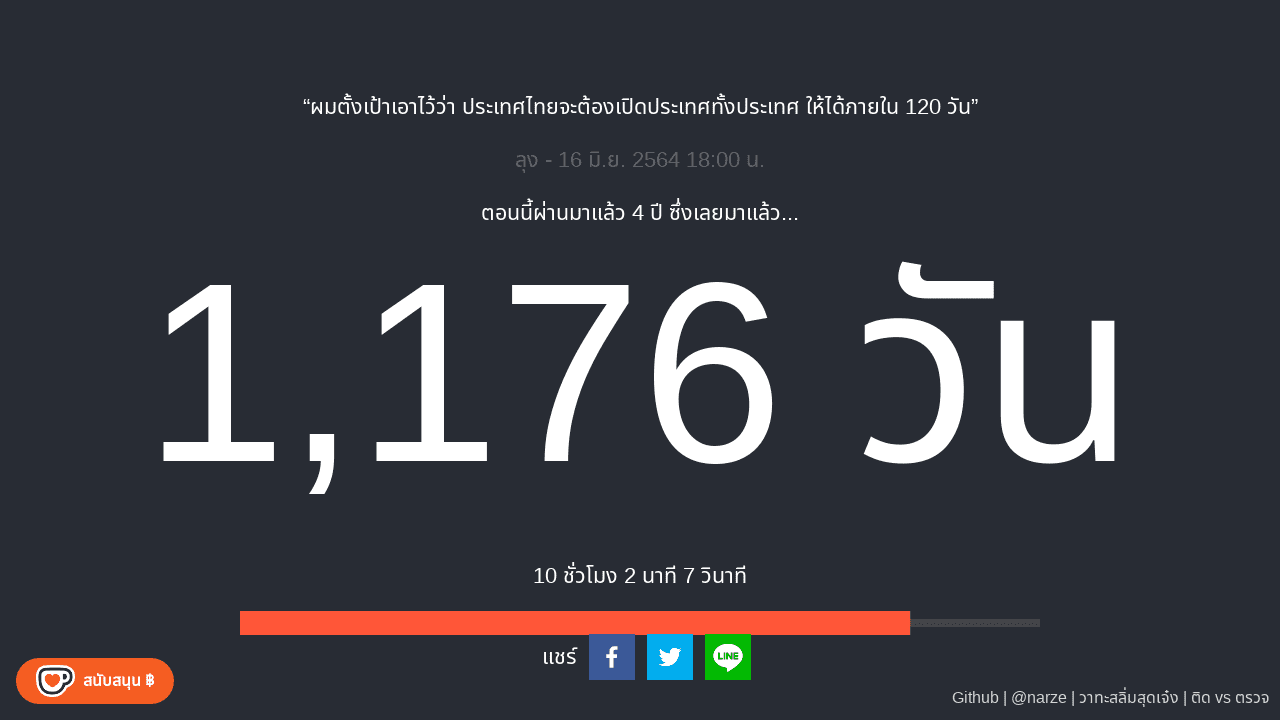 “ผมตั้งเป้าเอาไว้ว่า ประเทศไทยจะต้องเปิดประเทศทั้งประเทศ ให้ได้ภายใน 120 วัน”
ลุง - 16 มิ.ย. 2564 18:00 น.
ตอนนี้ผ่านมาแล้ว 4 ปี ซึ่งเลยมาแล้ว...
1,176 วัน
10 ชั่วโมง 2 นาที 7 วินาที
แชร์
LINE
สนับสนุน ฿
Github | @narze | วาทะสลิ่มสุดเจ๋ง | ติด vs ตรวจ